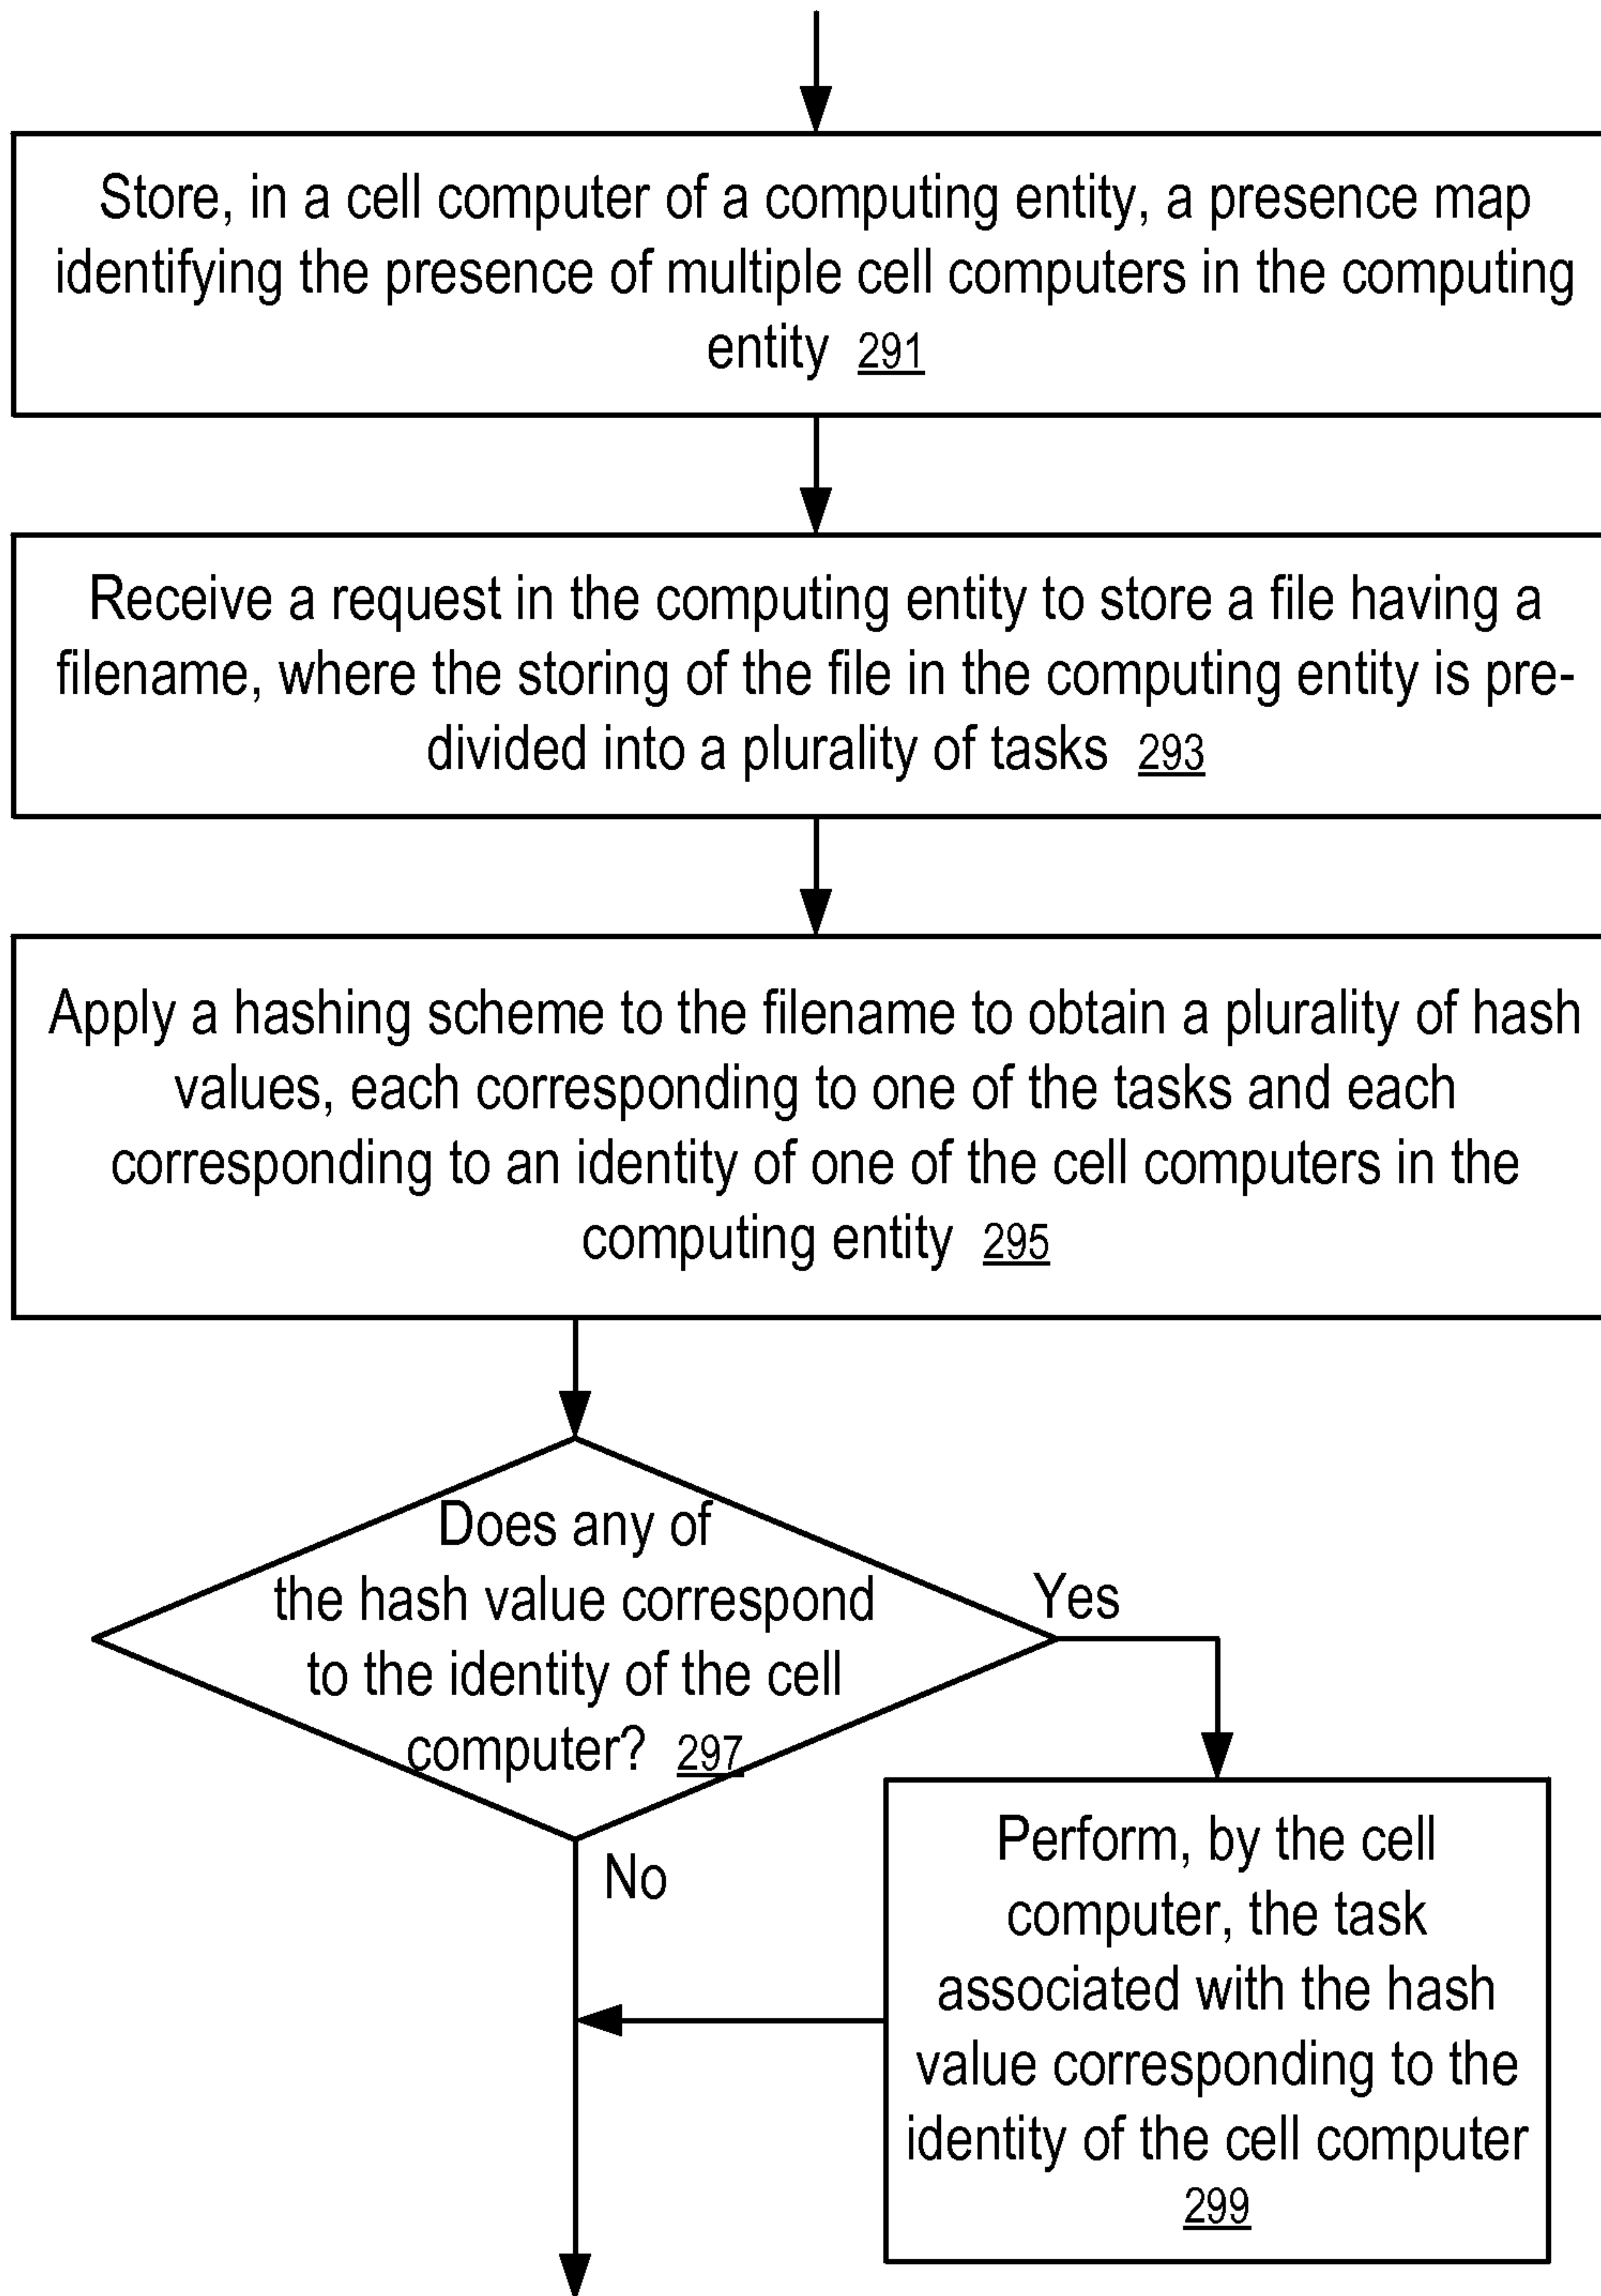 Store, in a cell computer of a computing entity, a presence map
identifying the presence of multiple cell computers in the computing
entity 291
Receive a request in the computing entity to store a file having a
filename, where the storing of the file in the computing entity is pre-
divided into a plurality of tasks 293
Apply a hashing scheme to the filename to obtain a plurality of hash
values, each corresponding to one of the tasks and each
corresponding to an identity of one of the cell computers in the
computing entity 295
Does any of
the hash value correspond
to the identity of the cell
computer? 297
Yes
No
Perform, by the cell
computer, the task
associated with the hash
value corresponding to the
identity of the cell computer
299